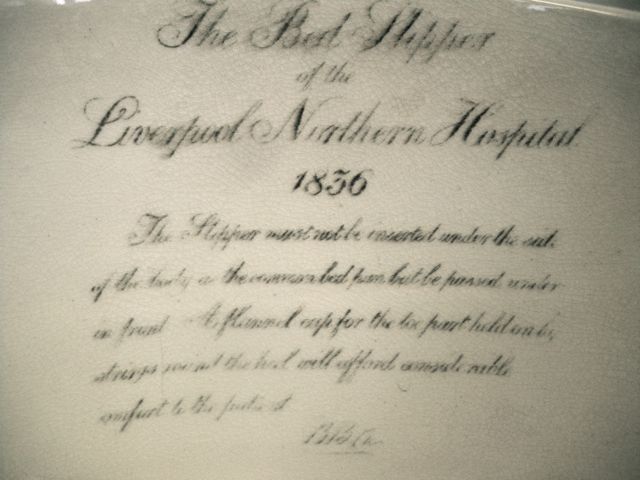 The Bed Slipper
of the
Liverpool Northern Hospital
1836
The Slipper must not be inserted under the side
of the body as the common bed pan but be passed under
in front A flannel cap for the toe part held on by
strings round the heel will afford considerable
comfort to the patient